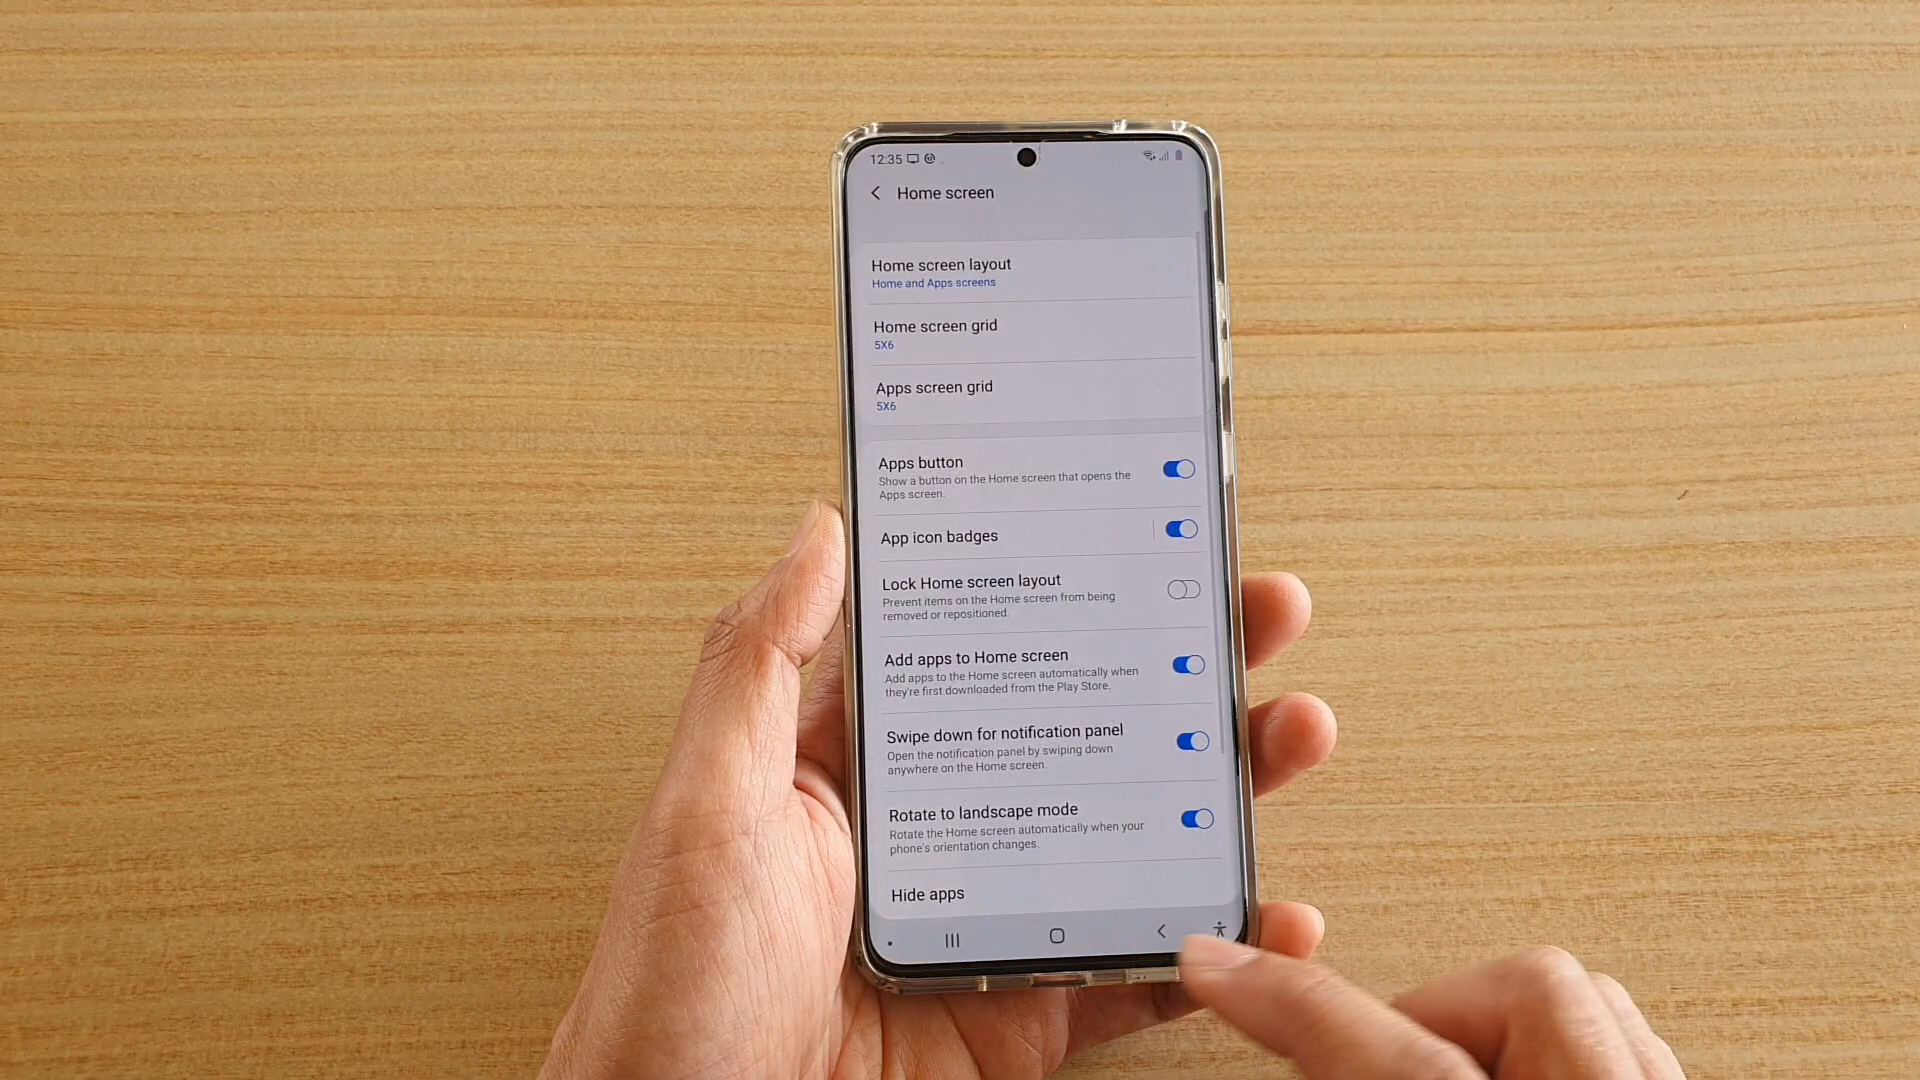 12:35
Home screen
Home screen layout
Home and Apps screens
Home screen grid
5X6
Apps screen grid
5X6
Apps button
Show a button on the Home screen that opens the
Apps screen.
App icon badges
Lock Home screen layout
Prevent items on the Home screen from being
removed or repositioned.
Add apps to Home screen
Add apps to the Home screen automatically when
they're first downloaded from the Play Store.
Swipe down for notification panel
Open the notification panel by swiping down
anywhere on the Home screen.
Rotate to landscape mode
Rotate the Home screen automatically when your
phone's orientation changes.
Hide apps